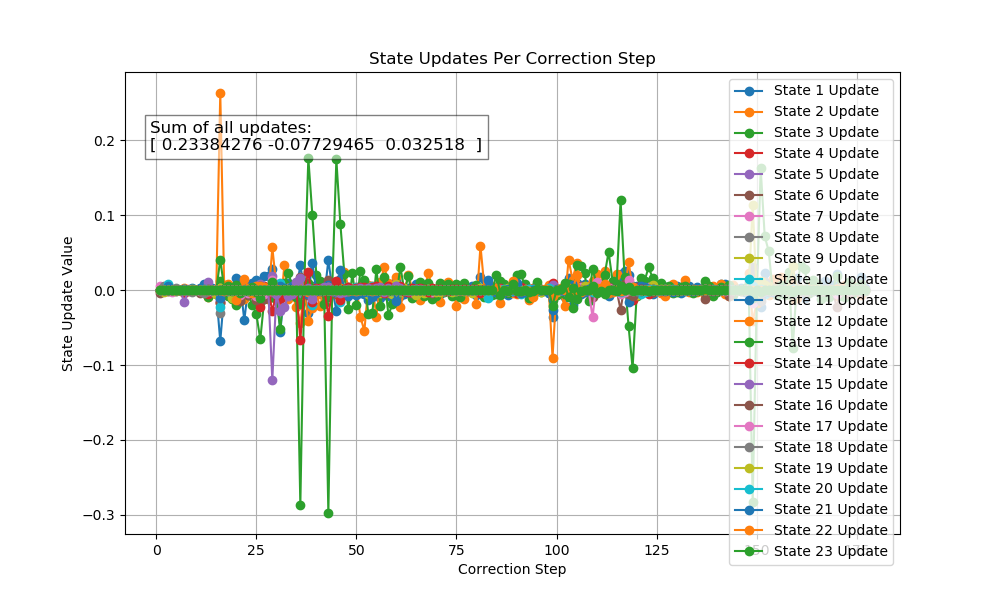 State Updates Per Correction Step
Sum of all updates:
[ 0.23384276 -0.07729465  0.032518  ]
State Update Value
0.2
0.1
0.0
−0.1
−0.2
−0.3
0
25
50
75
100
125
Correction Step
State 1 Update
State 2 Update
State 3 Update
State 4 Update
State 5 Update
State 6 Update
State 7 Update
State 8 Update
State 9 Update
State 10 Update
State 11 Update
State 12 Update
State 13 Update
State 14 Update
State 15 Update
State 16 Update
State 17 Update
State 18 Update
State 19 Update
State 20 Update
State 21 Update
State 22 Update
State 23 Update